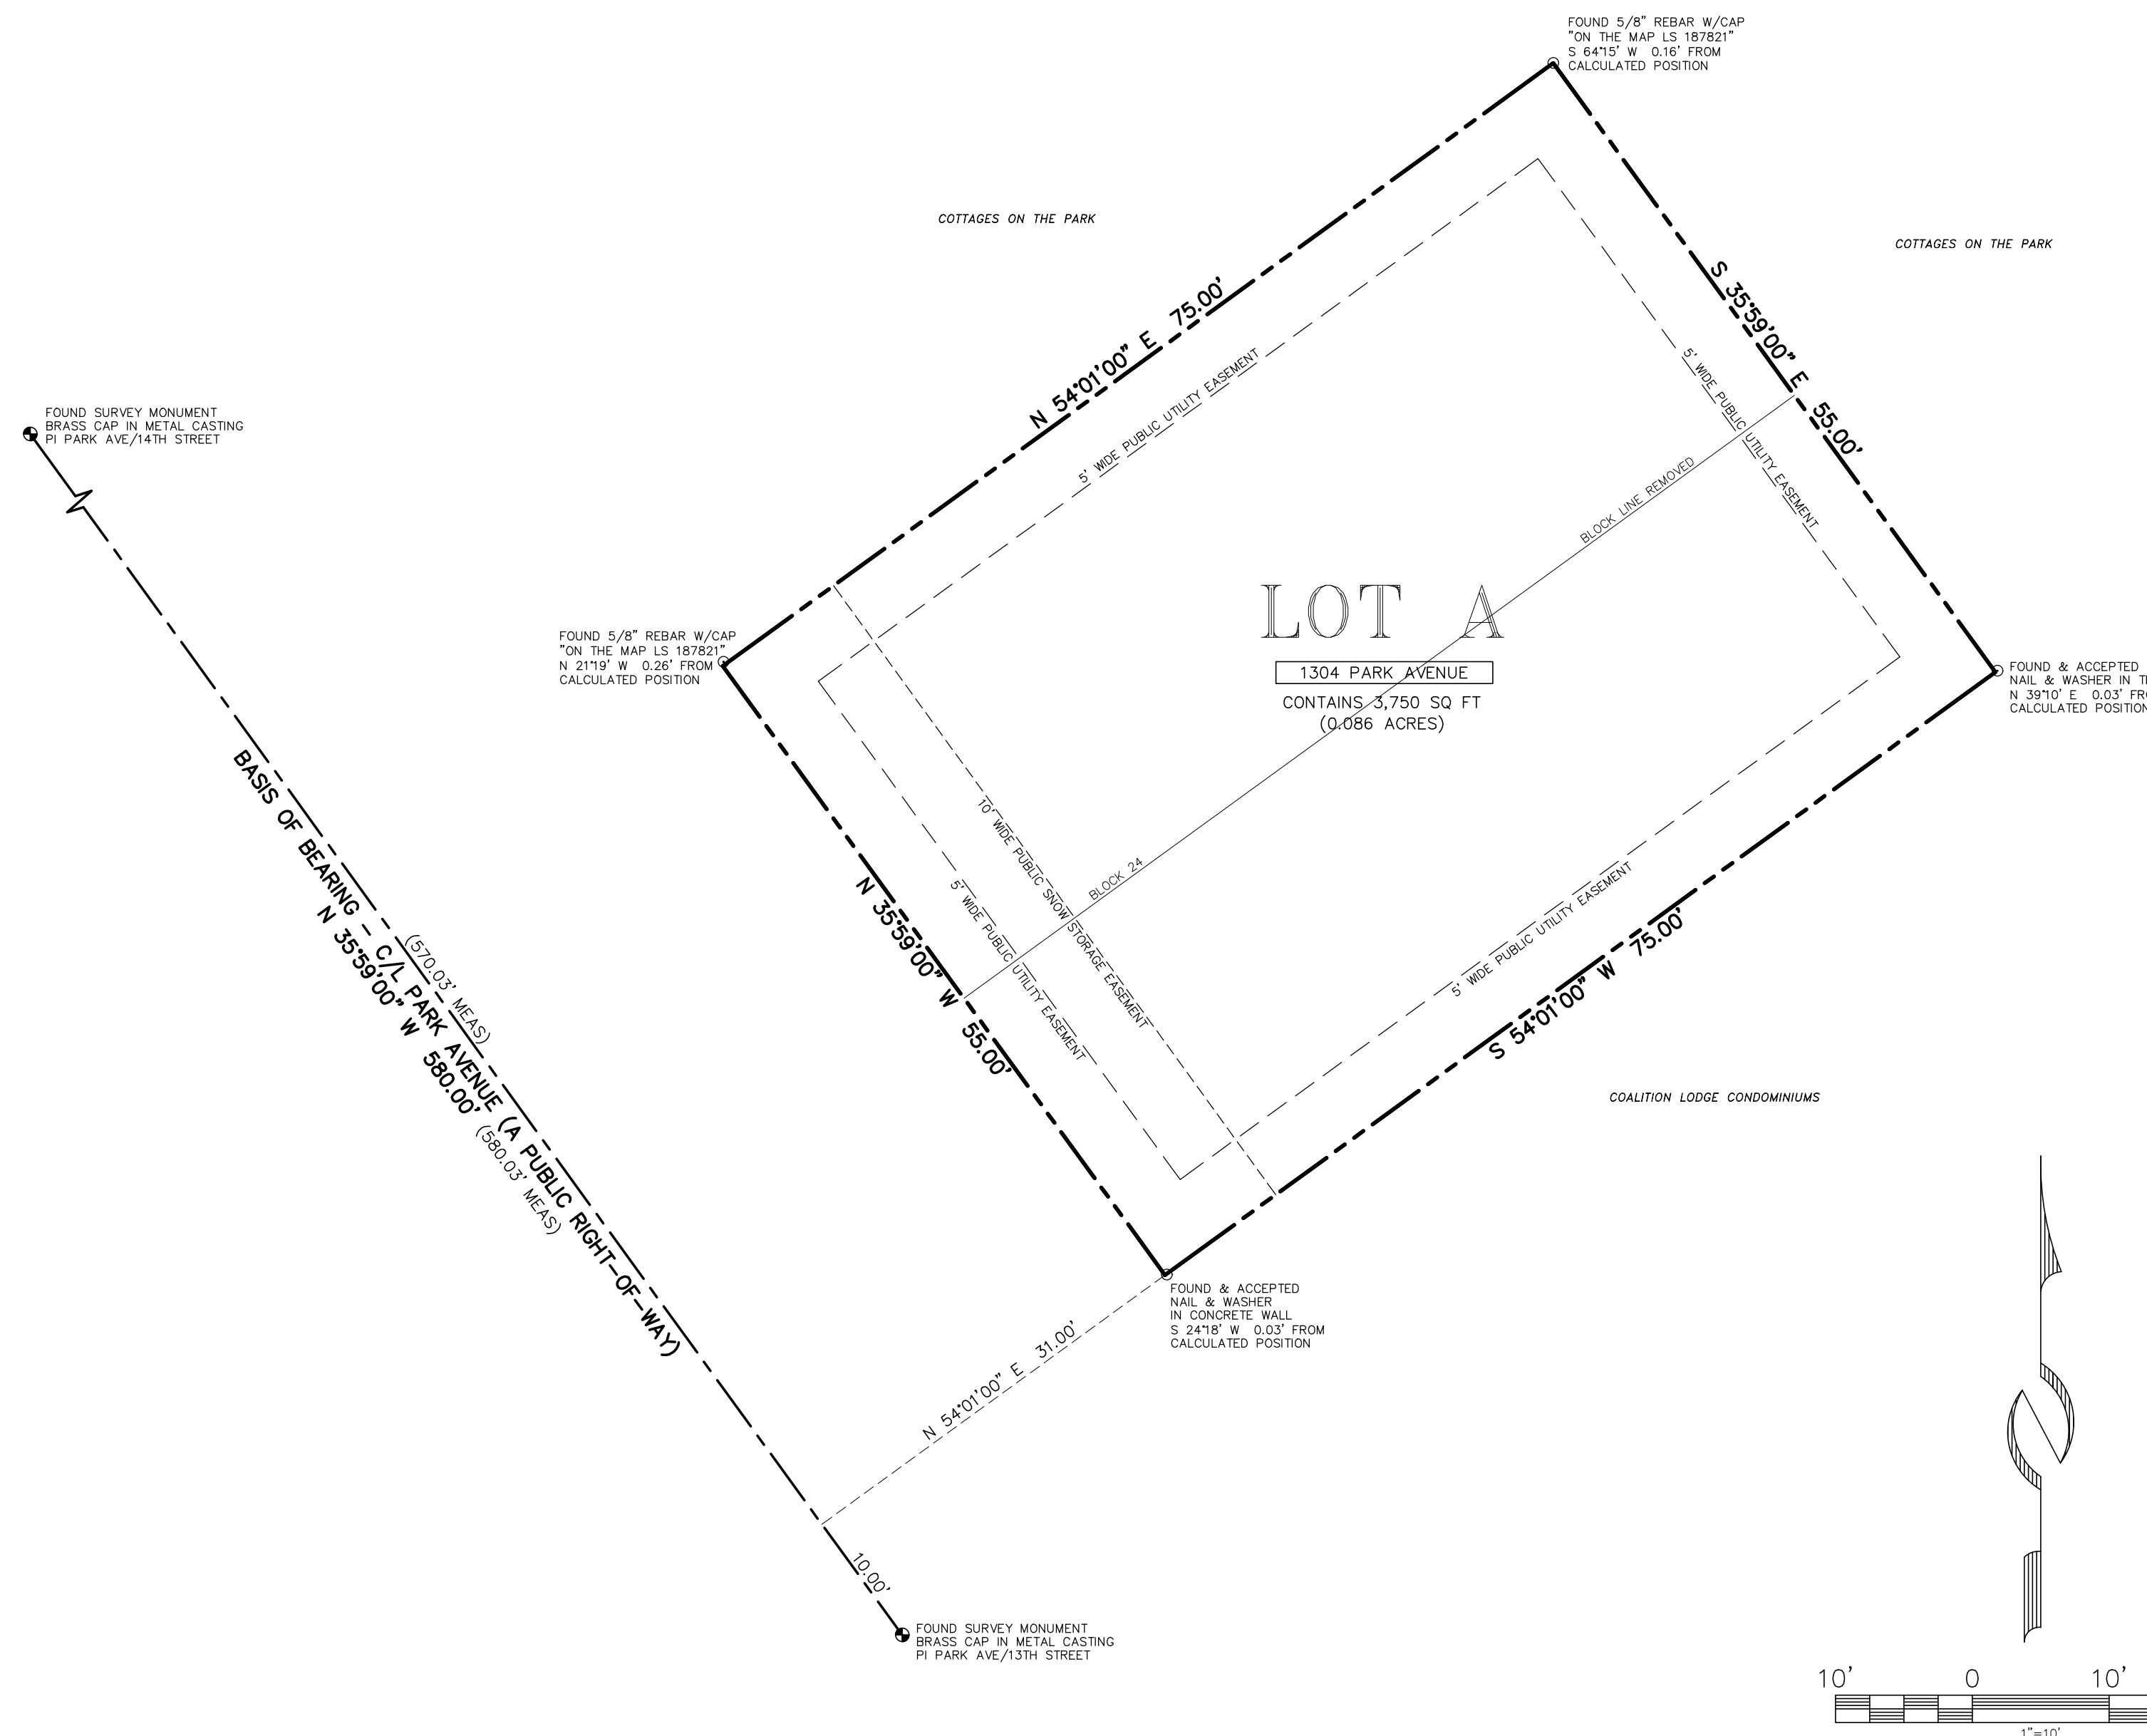 FOUND 5/8" REBAR W/CAP
"ON THE MAP LS 187821"
S 64°15' W 0.16' FROM
CALCULATED POSITION
COTTAGES ON THE PARK
COTTAGES ON THE PARK
N 54°01'00" E 75.00'
S 35°59'00" E 55.00'
5' WIDE PUBLIC UTILITY EASEMENT
5' WIDE PUBLIC UTILITY EASEMENT
FOUND SURVEY MONUMENT
BRASS CAP IN METAL CASTING
PI PARK AVE/14TH STREET
BLOCK LINE REMOVED
LOT A
1304 PARK AVENUE
CONTAINS 3,750 SQ FT
(0.086 ACRES)
FOUND 5/8" REBAR W/CAP
"ON THE MAP LS 187821"
N 21°19' W 0.26' FROM
CALCULATED POSITION
FOUND & ACCEPTED
NAIL & WASHER IN
N 39°10' E 0.03'
CALCULATED POSITION
BASIS OF BEARING - C/L PARK AVENUE (A PUBLIC RIGHT-OF-WAY)
N 35°59'00" W 580.00'
(570.03' MEAS)
(580.03' MEAS)
10' WIDE PUBLIC SNOW STORAGE EASEMENT
5' WIDE PUBLIC UTILITY EASEMENT
BLOCK 24
N 35°59'00" W 55.00'
5' WIDE PUBLIC UTILITY EASEMENT
S 54°01'00" W 75.00'
COALITION LODGE CONDOMINIUMS
FOUND & ACCEPTED
NAIL & WASHER
IN CONCRETE WALL
S 24°18' W 0.03' FROM
CALCULATED POSITION
N 54°01'00" E 31.00'
10.00'
FOUND SURVEY MONUMENT
BRASS CAP IN METAL CASTING
PI PARK AVE/13TH STREET
N
10' 0 10'
1"=10'